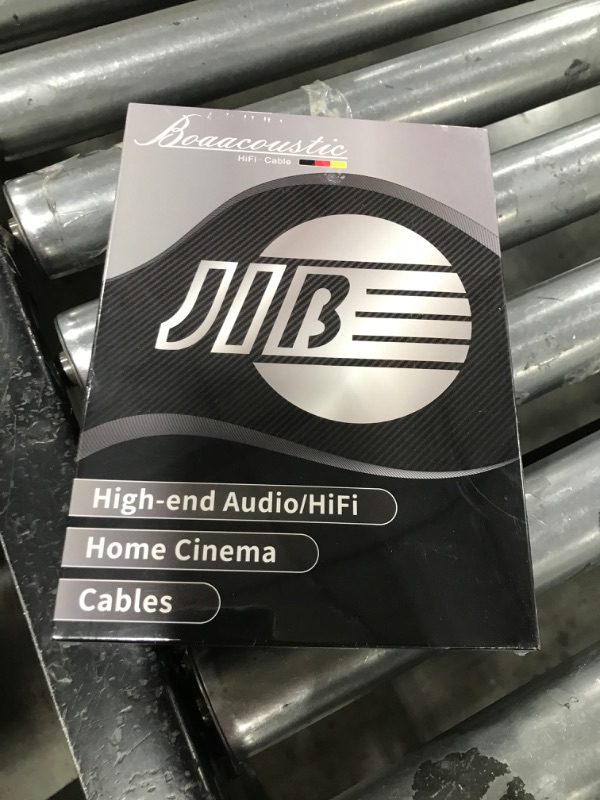 Boaacoustic
HiFi - Cable
JIB
High-end Audio/HiFi
Home Cinema
Cables